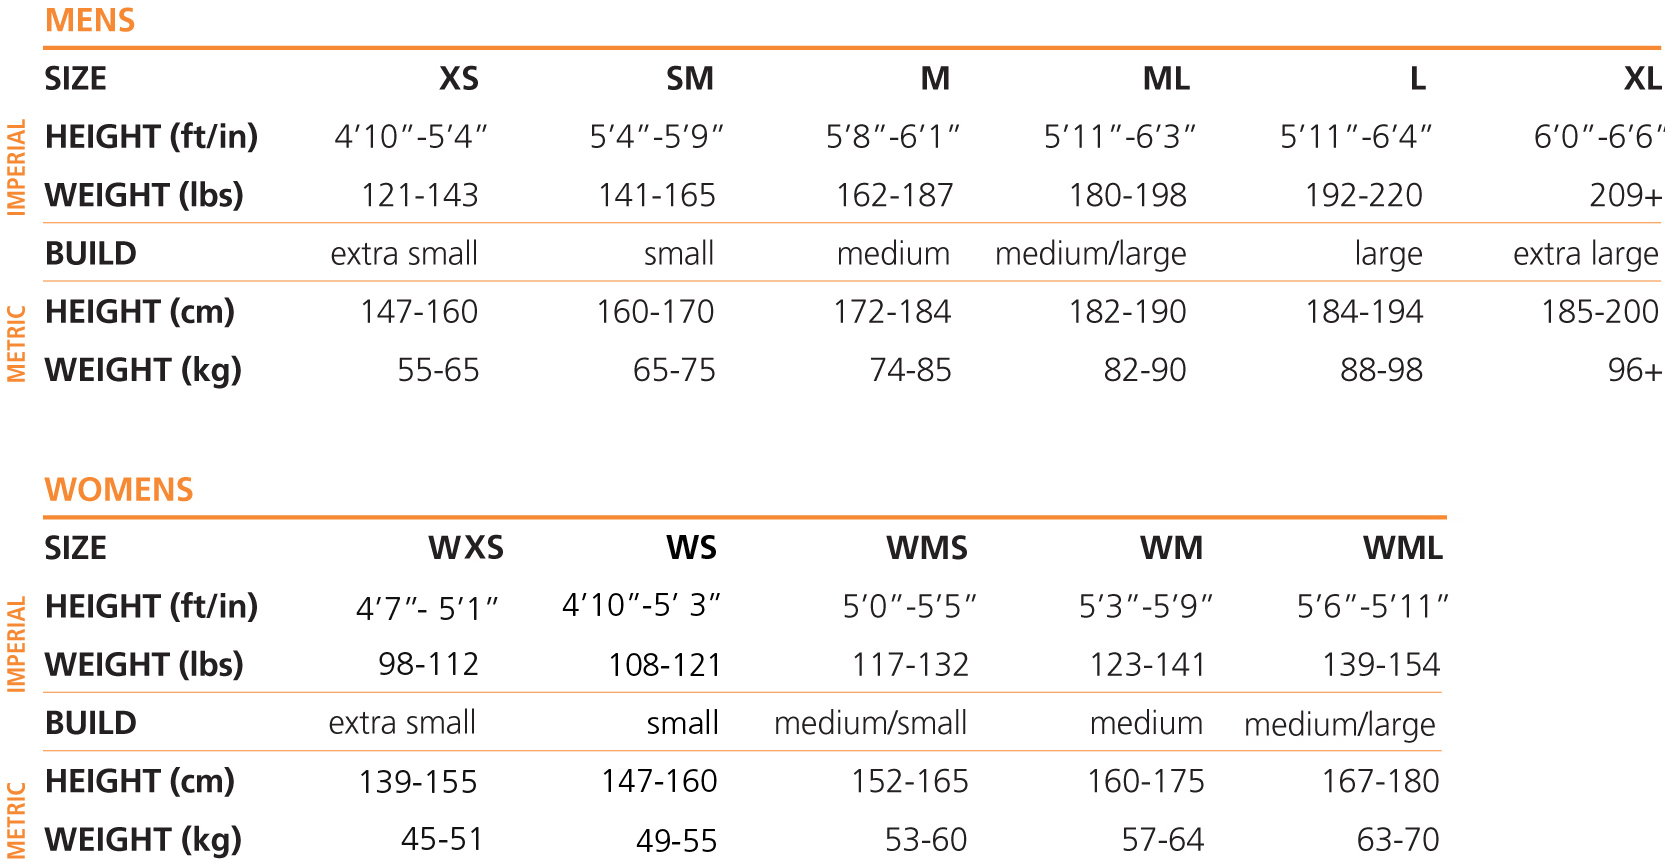 MENS
SIZE XS SM M ML L XL
IMPERIAL
HEIGHT (ft/in) 4’10”-5’4” 5’4”-5’9” 5’8”-6’1” 5’11”-6’3” 5’11”-6’4” 6’0”-6’6”
WEIGHT (lbs) 121-143 141-165 162-187 180-198 192-220 209+
BUILD extra small small medium medium/large large extra large
METRIC
HEIGHT (cm) 147-160 160-170 172-184 182-190 184-194 185-200
WEIGHT (kg) 55-65 65-75 74-85 82-90 88-98 96+
WOMENS
SIZE WXS WS WMS WM WML
IMPERIAL
HEIGHT (ft/in) 4’7”- 5’1” 4’10”-5’ 3” 5’0”-5’5” 5’3”-5’9” 5’6”-5’11”
WEIGHT (lbs) 98-112 108-121 117-132 123-141 139-154
BUILD extra small small medium/small medium medium/large
METRIC
HEIGHT (cm) 139-155 147-160 152-165 160-175 167-180
WEIGHT (kg) 45-51 49-55 53-60 57-64 63-70